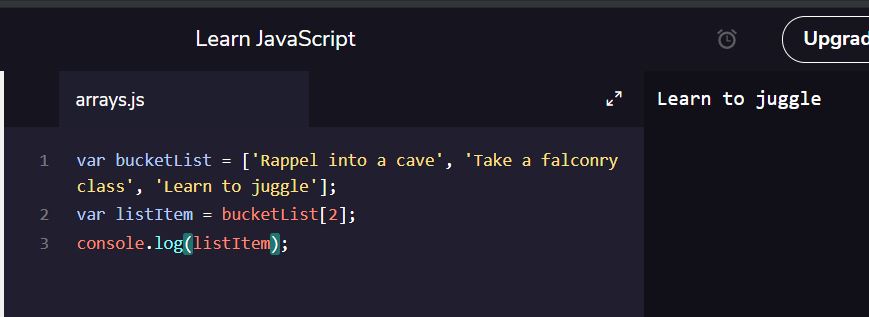 Learn JavaScript
Upgrad
arrays.js
1 var bucketList = ['Rappel into a cave', 'Take a falconry
class', 'Learn to juggle'];
2 var listItem = bucketList[2];
3 console.log(listItem);
Learn to juggle